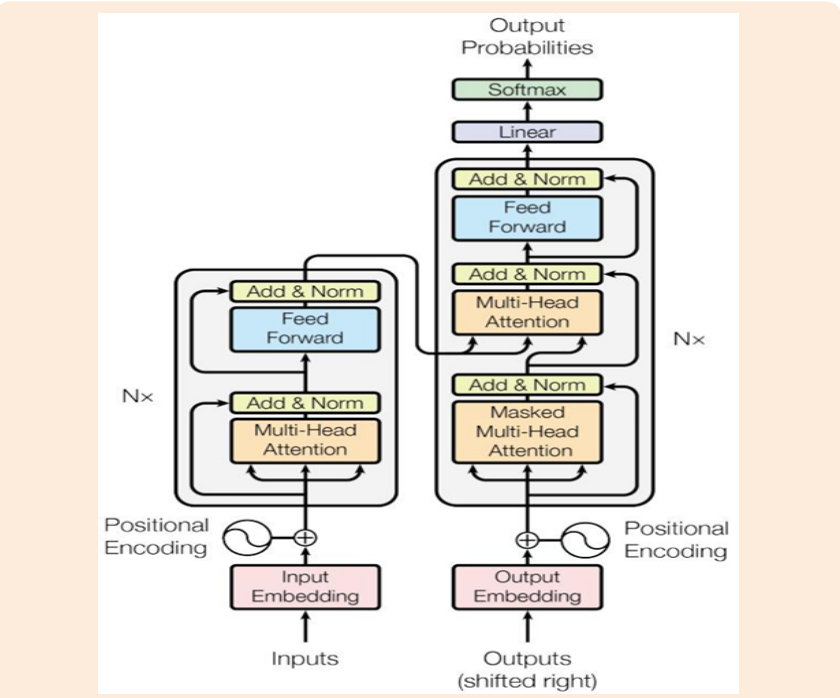 Output
Probabilities
Softmax
Linear
Add & Norm
Feed
Forward
Add & Norm
Multi-Head
Attention
Add & Norm
Masked
Multi-Head
Attention
Nx
Add & Norm
Feed
Forward
Add & Norm
Multi-Head
Attention
Nx
Positional
Encoding
Positional
Encoding
Input
Embedding
Output
Embedding
Inputs
Outputs
(shifted right)